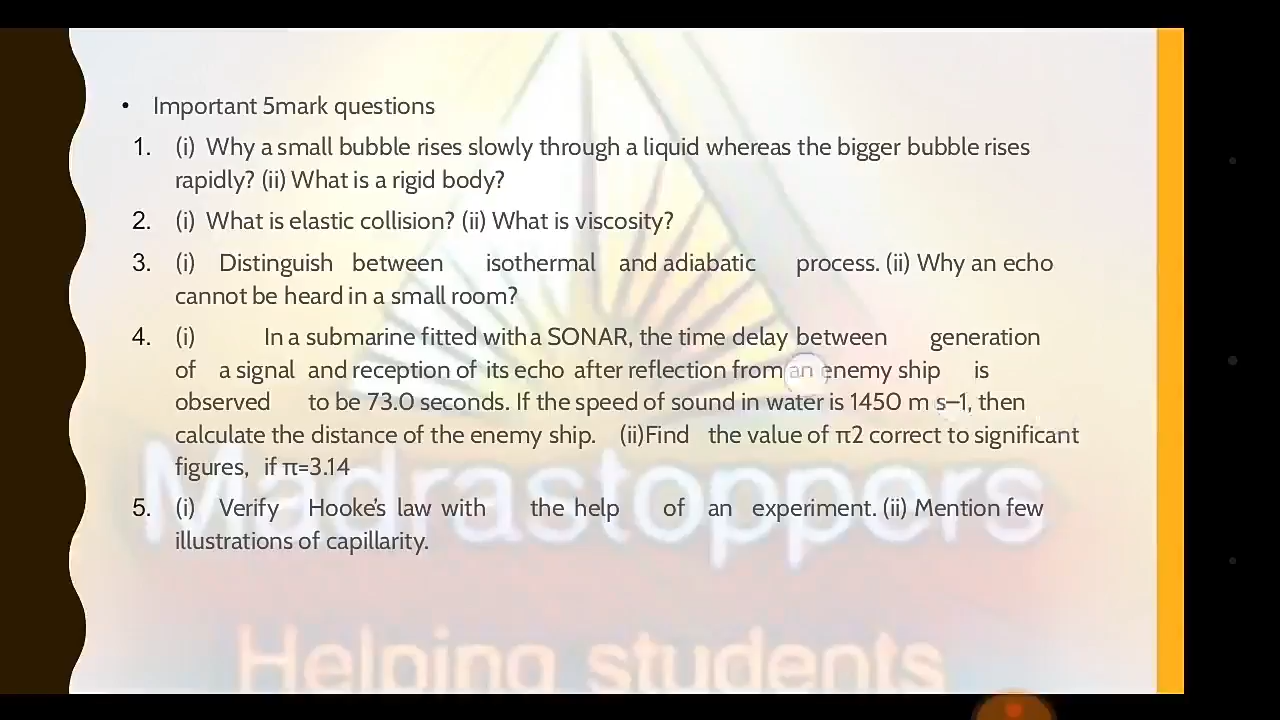 • Important 5mark questions
1. (i) Why a small bubble rises slowly through a liquid whereas the bigger bubble rises
rapidly? (ii) What is a rigid body?
2. (i) What is elastic collision? (ii) What is viscosity?
3. (i) Distinguish between isothermal and adiabatic process. (ii) Why an echo
cannot be heard in a small room?
4. (i) In a submarine fitted with a SONAR, the time delay between generation
of a signal and reception of its echo after reflection from an enemy ship is
observed to be 73.0 seconds. If the speed of sound in water is 1450 m s–1, then
calculate the distance of the enemy ship. (ii)Find the value of π2 correct to significant
figures, if π=3.14
5. (i) Verify Hooke's law with the help of an experiment. (ii) Mention few
illustrations of capillarity.
Madrastoppers
Helping students